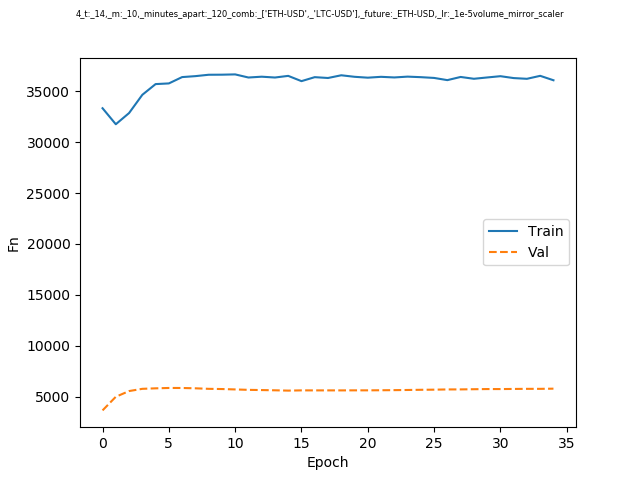 4_t:_14,_m:_10,_minutes_apart:_120_comb:_['ETH-USD',_'LTC-USD'],_future:_ETH-USD,_lr:_1e-5volume_mirror_scaler
35000
30000
25000
20000
15000
10000
5000
Fn
Train
Val
0 5 10 15 20 25 30 35
Epoch